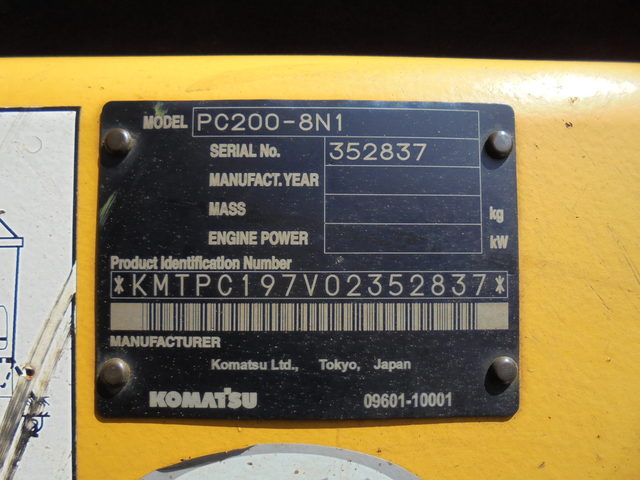 MODEL PC200-8N1
SERIAL No. 352837
MANUFACT.YEAR
MASS kg
ENGINE POWER kW
Product Identification Number
*KMTPC197V02352837*
MANUFACTURER
Komatsu Ltd., Tokyo, Japan
KOMATSU 09601-10001